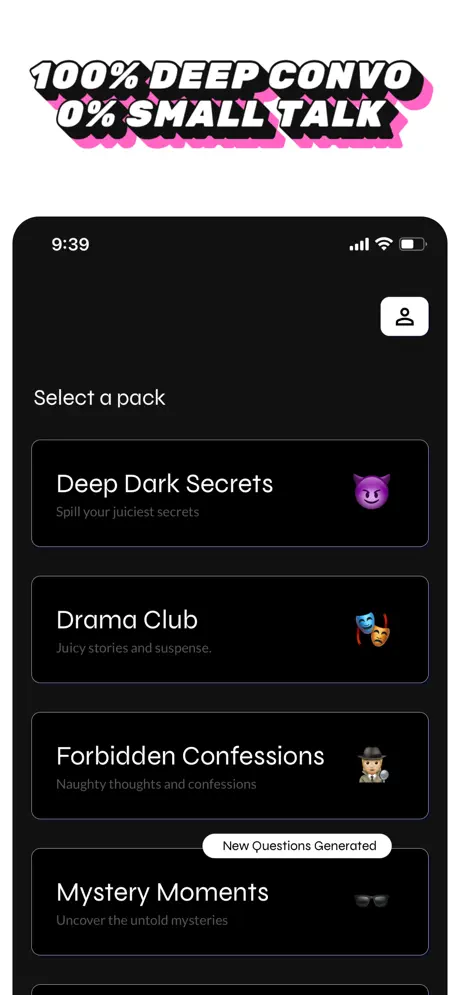 100% DEEP CONVO
0% SMALL TALK
9:39
Select a pack
Deep Dark Secrets
Spill your juiciest secrets
Drama Club
Juicy stories and suspense.
Forbidden Confessions
Naughty thoughts and confessions
New Questions Generated
Mystery Moments
Uncover the untold mysteries